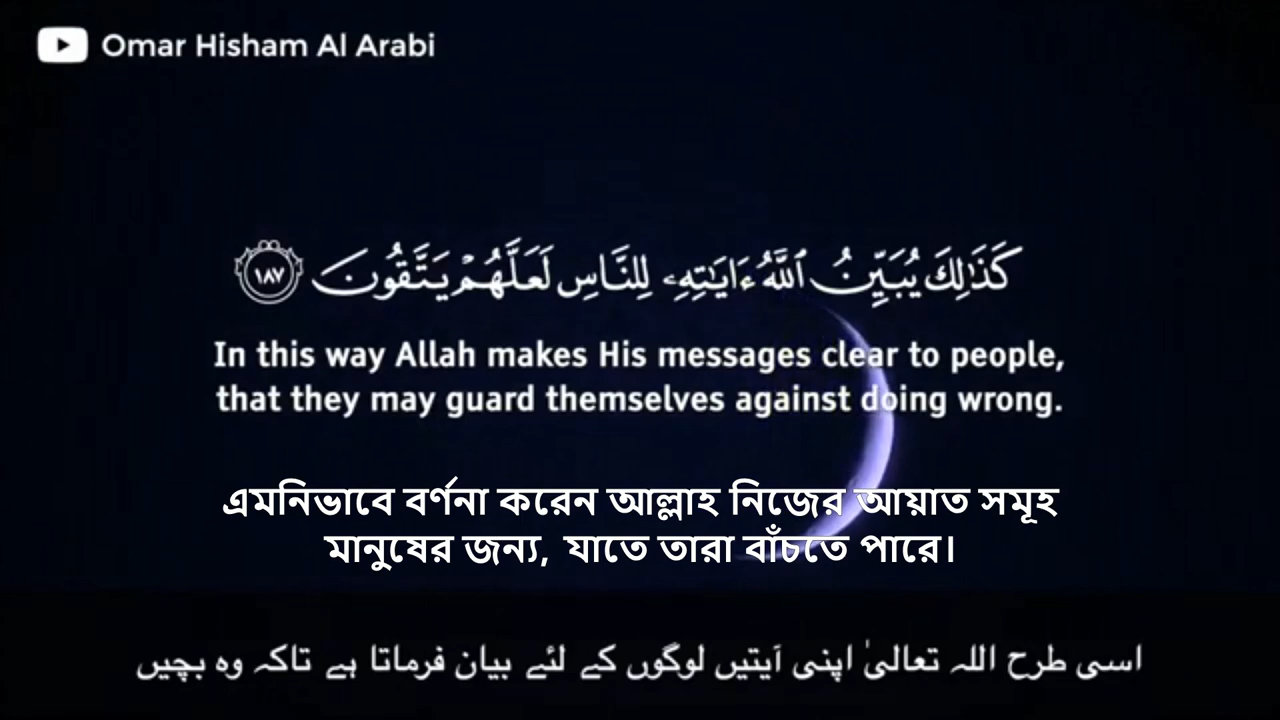 Omar Hisham Al Arabi
كَذَٰلِكَ يُبَيِّنُ ٱللَّهُ ءَايَـٰتِهِۦ لِلنَّاسِ لَعَلَّهُمْ يَتَّقُونَ ١٨٧
In this way Allah makes His messages clear to people,
that they may guard themselves against doing wrong.
এমনিভাবে বর্ণনা করেন আল্লাহ নিজের আয়াত সমূহ
মানুষের জন্য, যাতে তারা বাঁচতে পারে।
اسی طرح اللہ تعالیٰ اپنی آیتیں لوگوں کے لئے بیان فرماتا ہے تاکہ وہ بچیں